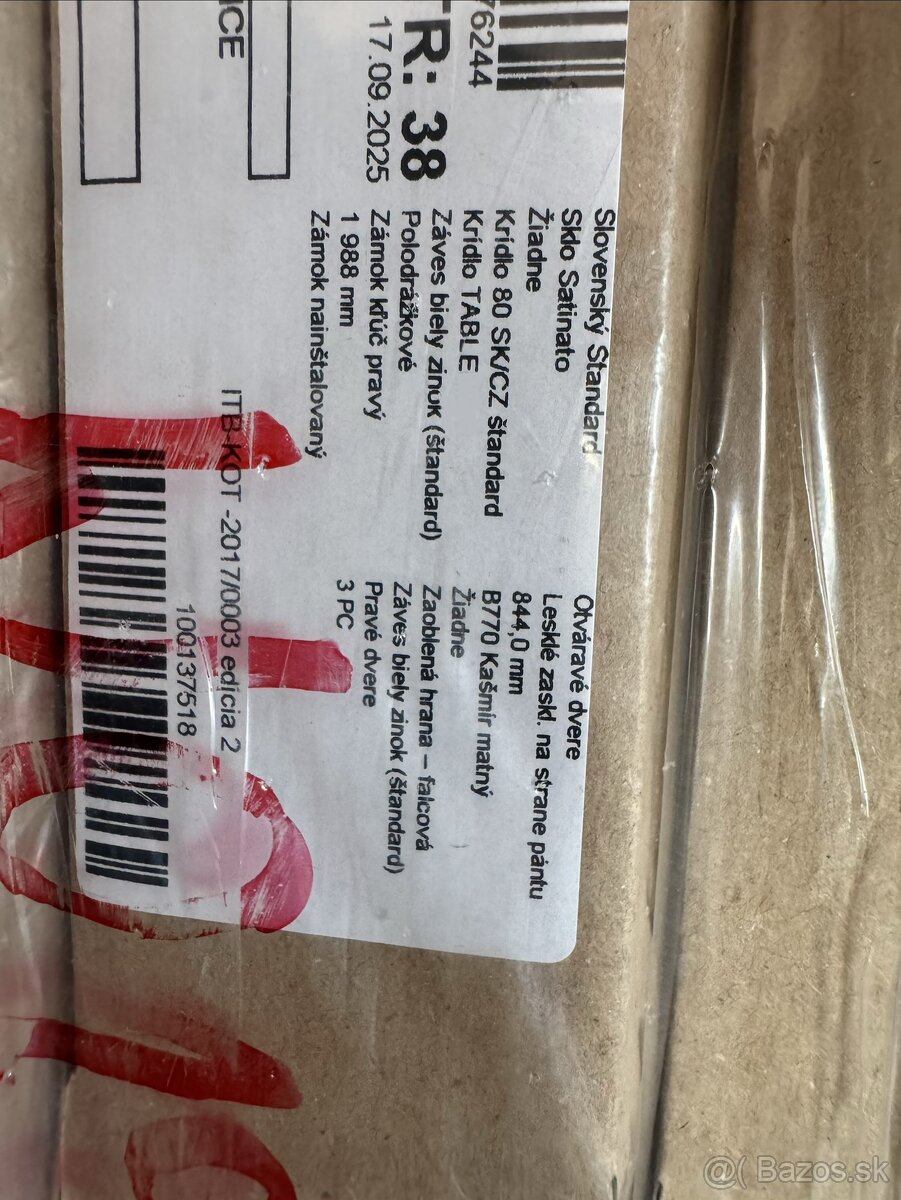 76244
TR: 38
17.09.2025
ICE
Slovenský Štandard
Sklo Satinato
Žiadne
Krídlo 80 SK/CZ štandard
Krídlo TABLE
Záves biely zinok (štandard)
Polodrážkové
Zámok kľúč pravý
1 988 mm
Zámok nainštalovaný
Otváravé dvere
Lesklé zaskl. na strane pántu
844,0 mm
B770 Kašmír matný
Žiadne
Zaoblená hrana – falcová
Záves biely zinok (štandard)
Pravé dvere
3 PC
ITB-KOT -2017/0003 edícia 2
100137518
@( Bazos.sk